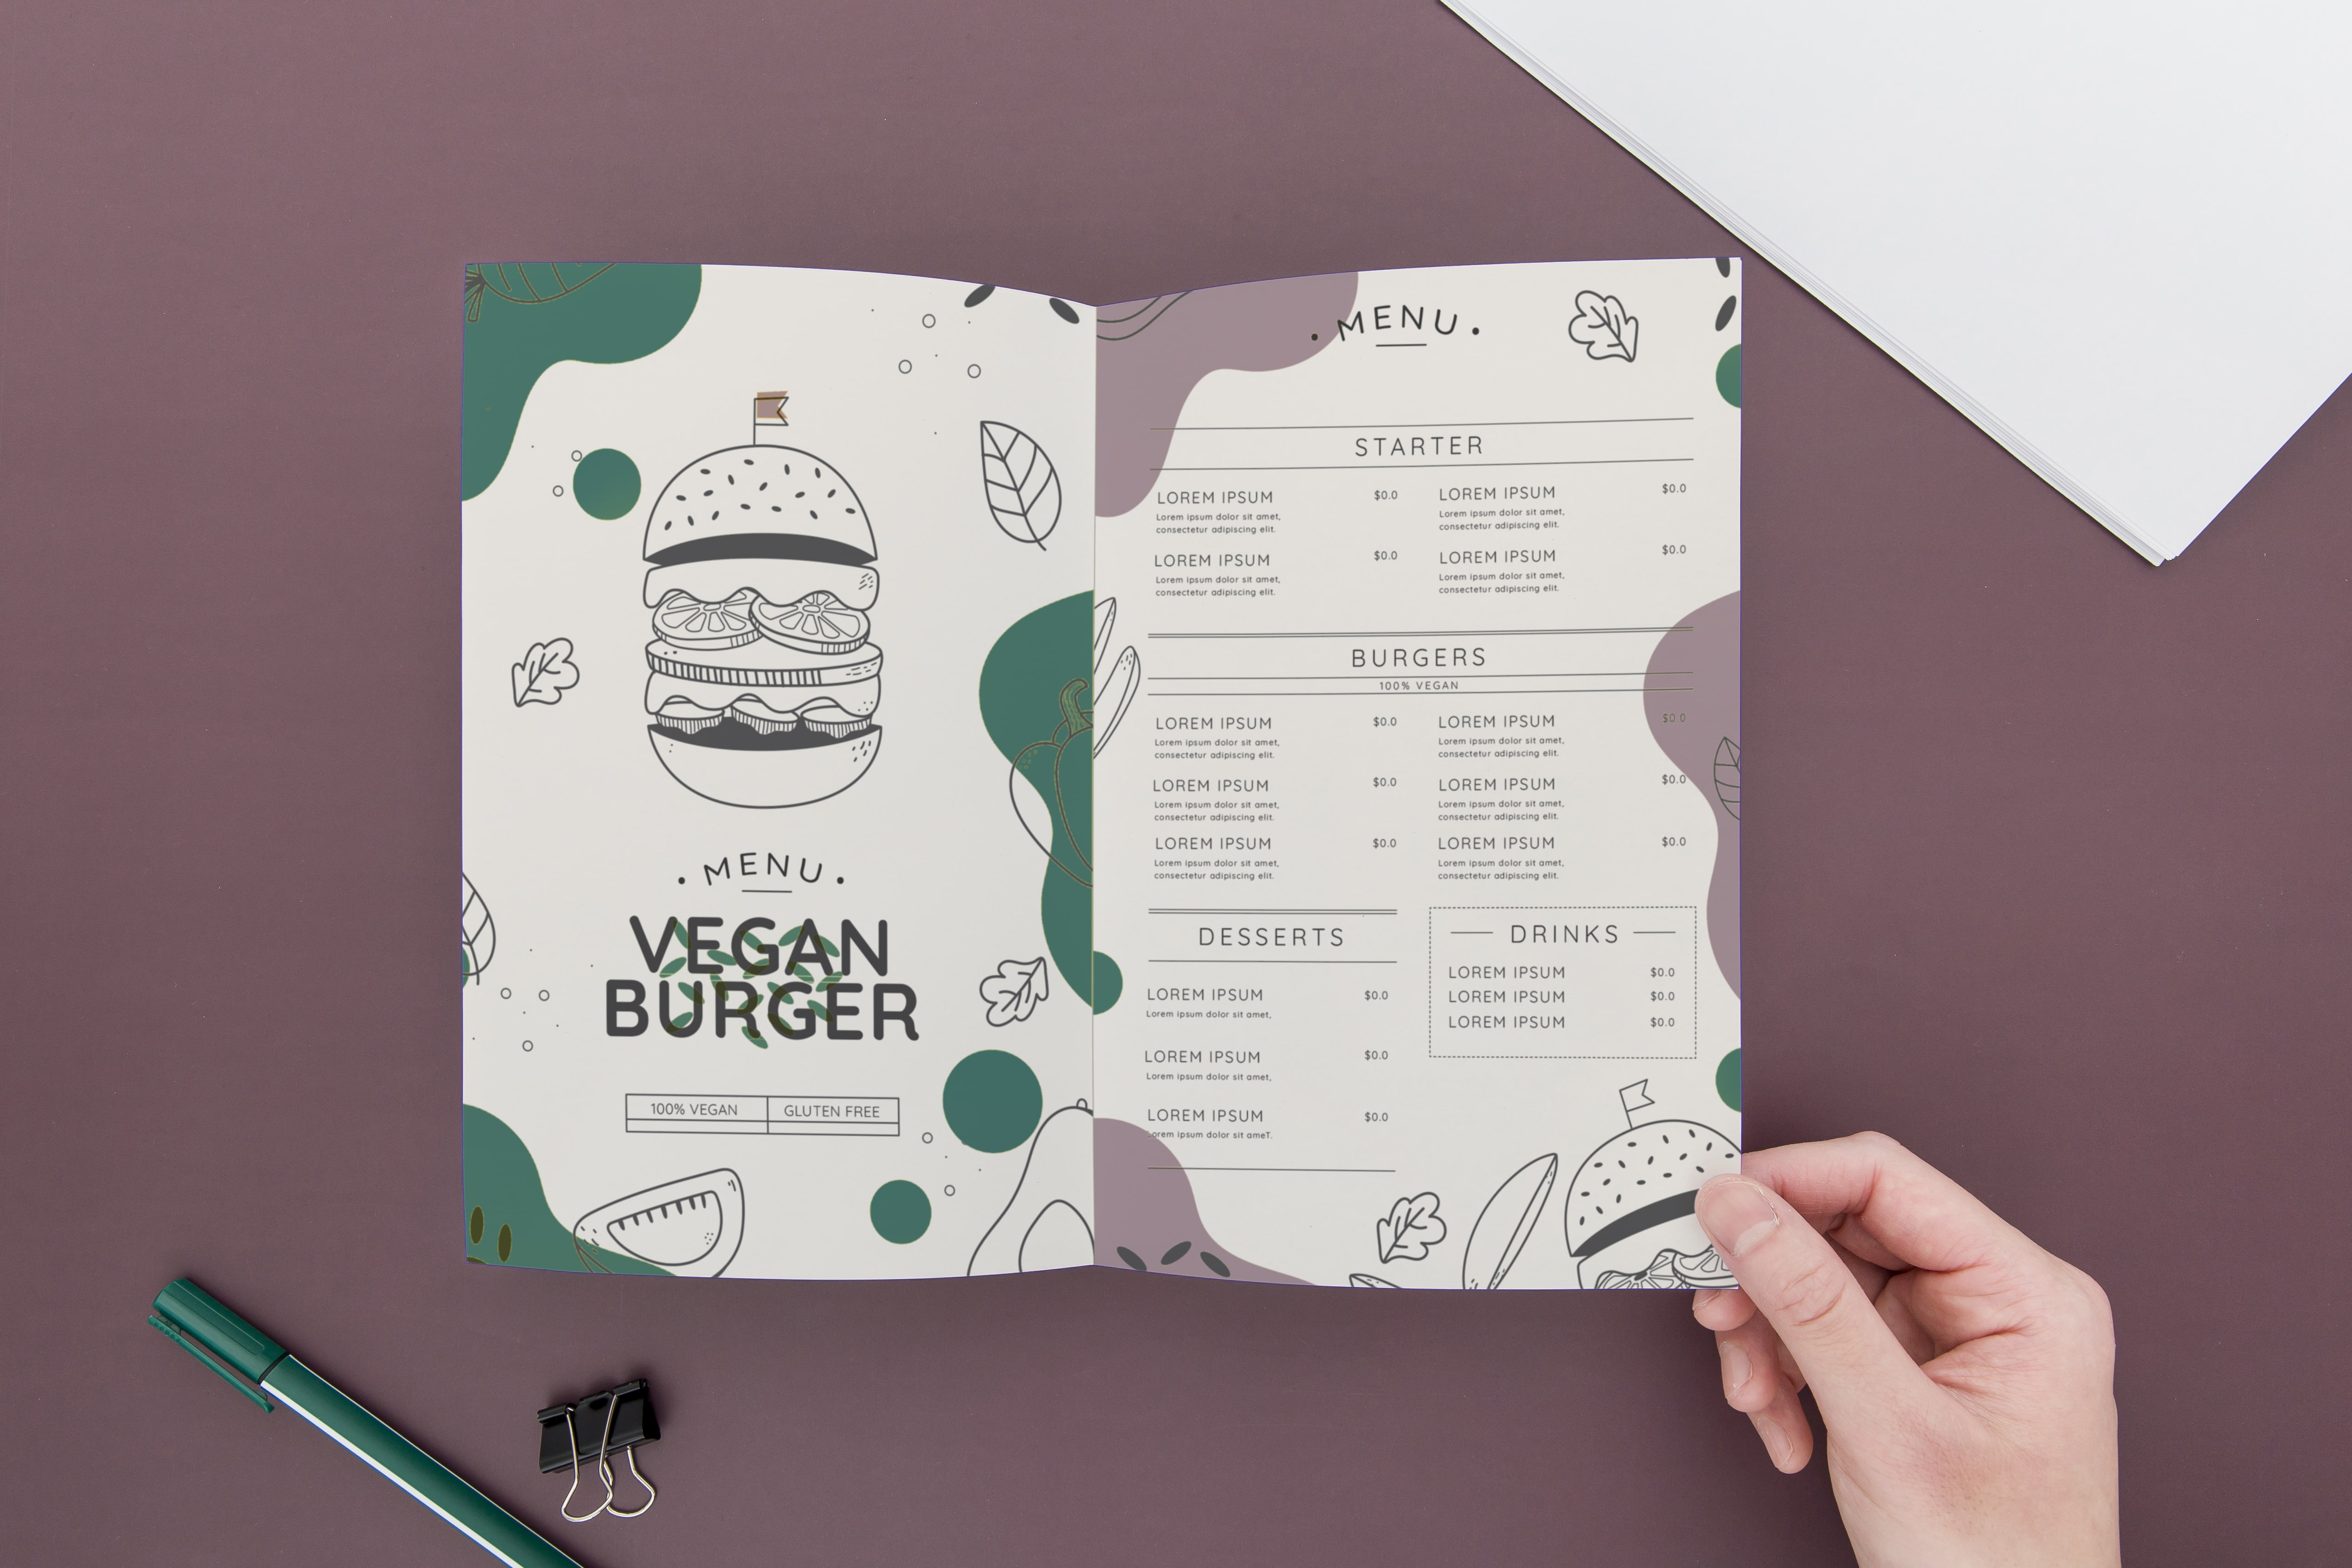 MENU
VEGAN
BURGER
100% VEGAN GLUTEN FREE
• MENU •
STARTER
LOREM IPSUM $0.0
Lorem ipsum dolor sit amet,
consectetur adipiscing elit.
LOREM IPSUM $0.0
Lorem ipsum dolor sit amet,
consectetur adipiscing elit.
LOREM IPSUM $0.0
Lorem ipsum dolor sit amet,
consectetur adipiscing elit.
LOREM IPSUM $0.0
Lorem ipsum dolor sit amet,
consectetur adipiscing elit.
BURGERS
100% VEGAN
LOREM IPSUM $0.0
Lorem ipsum dolor sit amet,
consectetur adipiscing elit.
LOREM IPSUM $0.0
Lorem ipsum dolor sit amet,
consectetur adipiscing elit.
LOREM IPSUM $0.0
Lorem ipsum dolor sit amet,
consectetur adipiscing elit.
LOREM IPSUM $0.0
Lorem ipsum dolor sit amet,
consectetur adipiscing elit.
LOREM IPSUM $0.0
Lorem ipsum dolor sit amet,
consectetur adipiscing elit.
LOREM IPSUM $0.0
Lorem ipsum dolor sit amet,
consectetur adipiscing elit.
DESSERTS
LOREM IPSUM $0.0
Lorem ipsum dolor sit amet,
LOREM IPSUM $0.0
Lorem ipsum dolor sit amet,
LOREM IPSUM $0.0
Lorem ipsum dolor sit ameT.
DRINKS
LOREM IPSUM $0.0
LOREM IPSUM $0.0
LOREM IPSUM $0.0